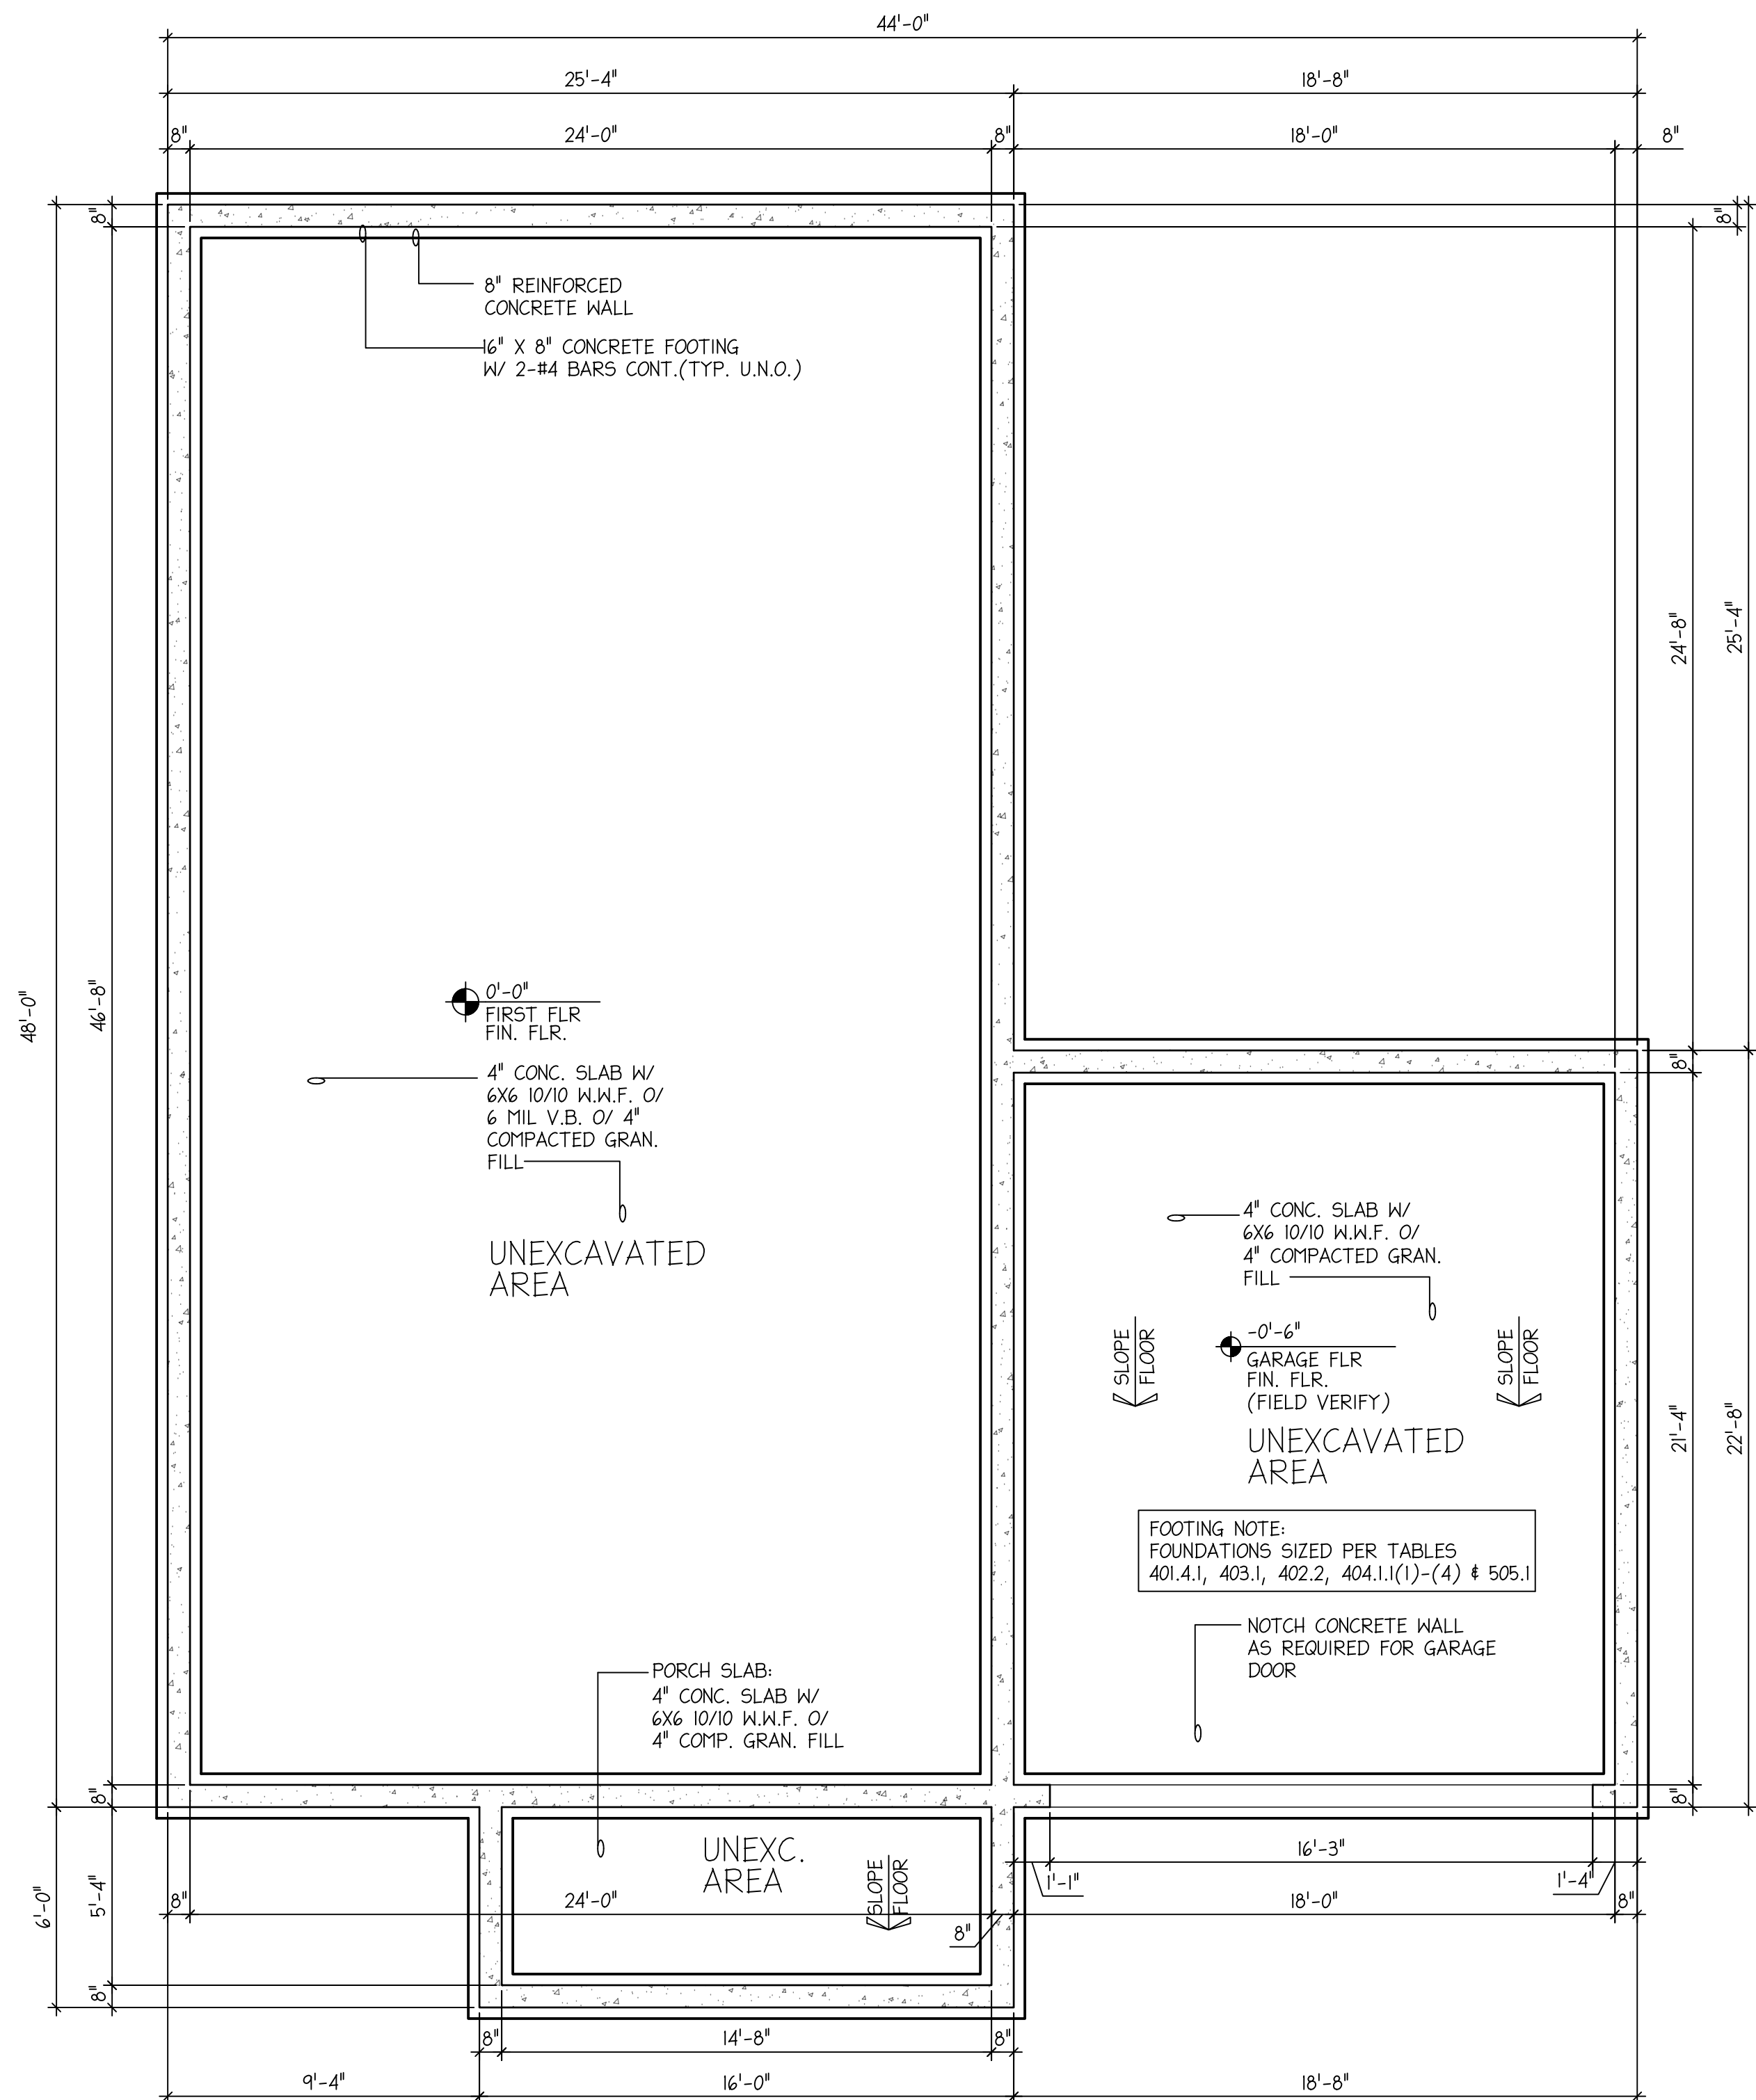 44'-0"
25'-4"
18'-8"
8"
24'-0"
8"
18'-0"
8"
8"
8"
8" REINFORCED
CONCRETE WALL
16" X 8" CONCRETE FOOTING
W/ 2-#4 BARS CONT.(TYP. U.N.O.)
24'-8"
25'-4"
48'-0"
46'-8"
0'-0"
FIRST FLR
FIN. FLR.
4" CONC. SLAB W/
6X6 10/10 W.W.F. O/
6 MIL V.B. O/ 4"
COMPACTED GRAN.
FILL
UNEXCAVATED
AREA
8"
4" CONC. SLAB W/
6X6 10/10 W.W.F. O/
4" COMPACTED GRAN.
FILL
SLOPE
FLOOR
-0'-6"
GARAGE FLR
FIN. FLR.
(FIELD VERIFY)
SLOPE
FLOOR
UNEXCAVATED
AREA
21'-4"
22'-8"
FOOTING NOTE:
FOUNDATIONS SIZED PER TABLES
401.4.1, 403.1, 402.2, 404.1.1(1)-(4) & 505.1
NOTCH CONCRETE WALL
AS REQUIRED FOR GARAGE
DOOR
PORCH SLAB:
4" CONC. SLAB W/
6X6 10/10 W.W.F. O/
4" COMP. GRAN. FILL
8"
8"
UNEXC.
AREA
SLOPE
FLOOR
16'-3"
1'-1"
1'-4"
6'-0"
5'-4"
8"
24'-0"
8"
18'-0"
8"
8"
8"
14'-8"
8"
9'-4"
16'-0"
18'-8"